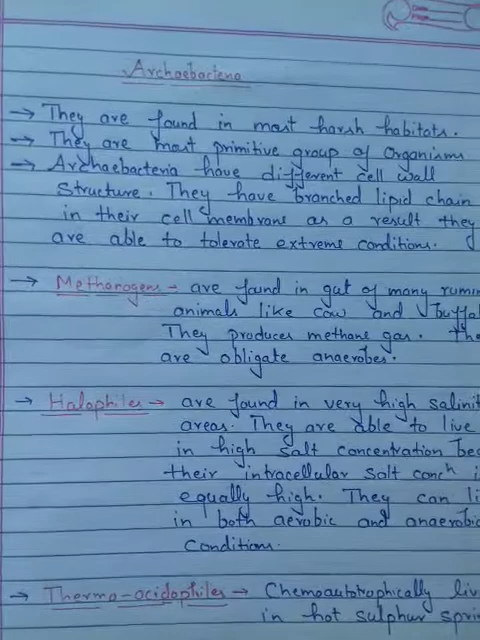 Archaebacteria
→ They are found in most harsh habitats.
→ They are most primitive group of Organisms
→ Archaebacteria have different cell wall
structure. They have branched lipid chain
in their cell membrane as a result they
are able to tolerate extreme conditions.
→ Methanogens - are found in gut of many rumin
animals like cow and buffal
They produces methane gas. The
are obligate anaerobes.
→ Halophiles → are found in very high salinit
areas. They are able to live
in high salt concentration bec
their intracellular salt concn i
equally high. They can li
in both aerobic and anaerobic
conditions.
→ Thermo-acidophiles → Chemoautotrophically liv
in hot sulphur spri